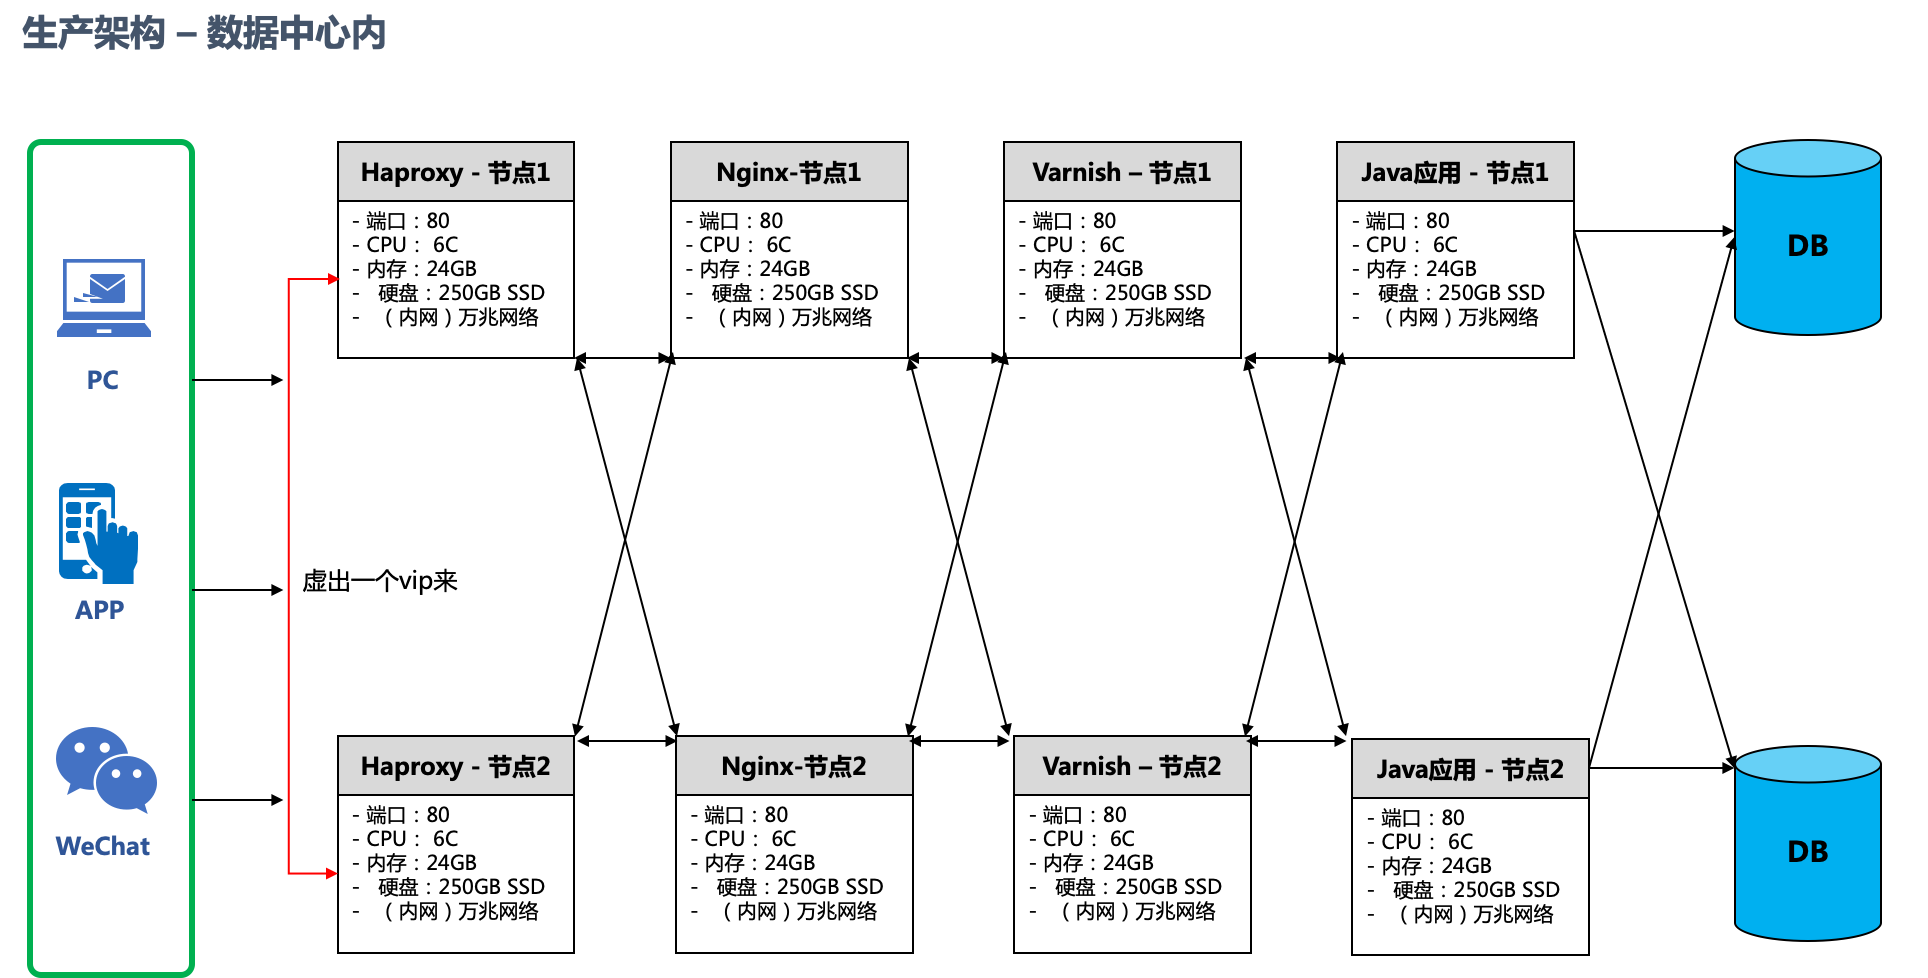 生产架构 – 数据中心内
PC
APP
WeChat
虚出一个vip来
Haproxy - 节点1
- 端口：80
- CPU： 6C
- 内存：24GB
- 硬盘：250GB SSD
- （内网）万兆网络
Nginx-节点1
- 端口：80
- CPU： 6C
- 内存：24GB
- 硬盘：250GB SSD
- （内网）万兆网络
Varnish – 节点1
- 端口：80
- CPU： 6C
- 内存：24GB
- 硬盘：250GB SSD
- （内网）万兆网络
Java应用 - 节点1
- 端口：80
- CPU： 6C
- 内存：24GB
- 硬盘：250GB SSD
- （内网）万兆网络
DB
Haproxy - 节点2
- 端口：80
- CPU： 6C
- 内存：24GB
- 硬盘：250GB SSD
- （内网）万兆网络
Nginx-节点2
- 端口：80
- CPU： 6C
- 内存：24GB
- 硬盘：250GB SSD
- （内网）万兆网络
Varnish – 节点2
- 端口：80
- CPU： 6C
- 内存：24GB
- 硬盘：250GB SSD
- （内网）万兆网络
Java应用 - 节点2
- 端口：80
- CPU： 6C
- 内存：24GB
- 硬盘：250GB SSD
- （内网）万兆网络
DB